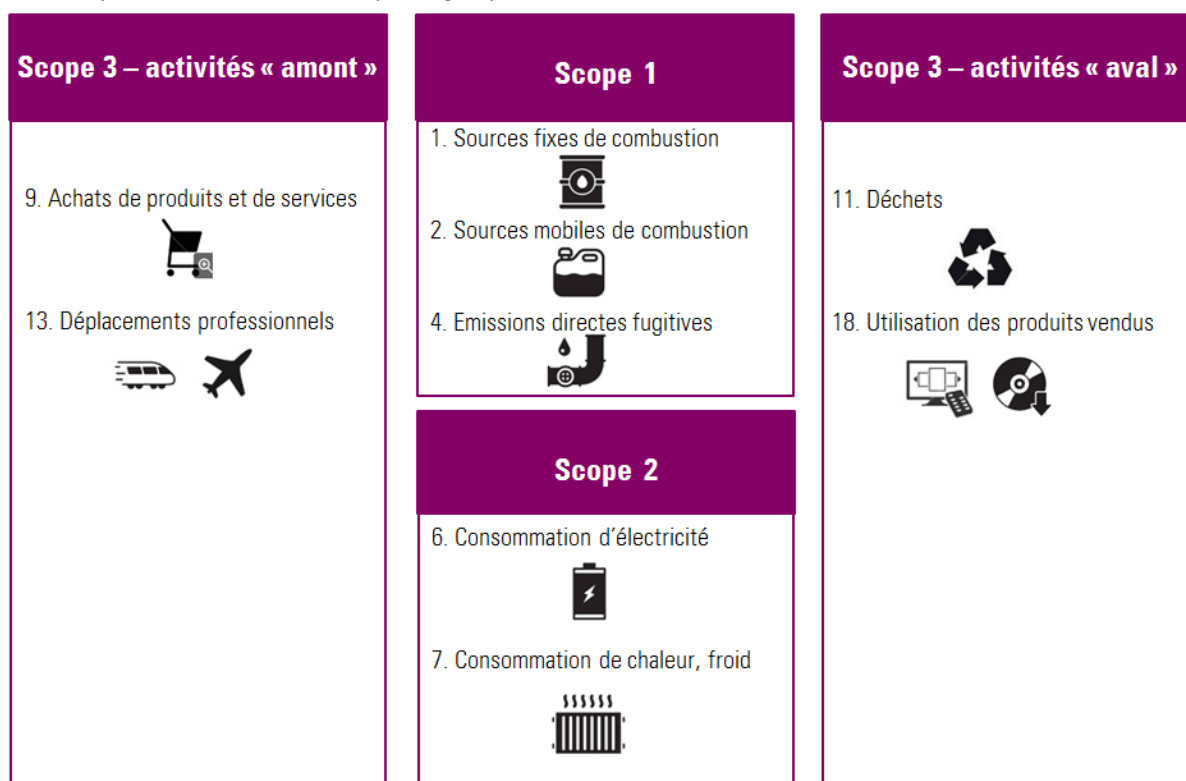 Scope 3 – activités « amont »
9. Achats de produits et de services
13. Déplacements professionnels
Scope 1
1. Sources fixes de combustion
2. Sources mobiles de combustion
4. Emissions directes fugitives
Scope 2
6. Consommation d’électricité
7. Consommation de chaleur, froid
Scope 3 – activités « aval »
11. Déchets
18. Utilisation des produits vendus